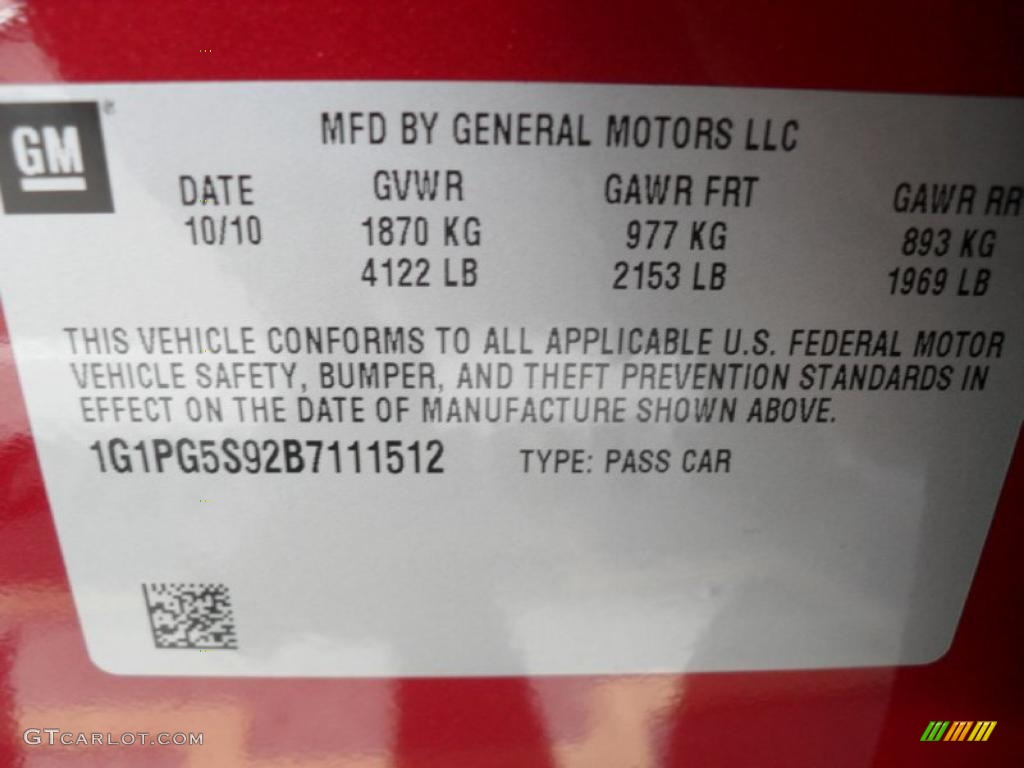 GM
MFD BY GENERAL MOTORS LLC
DATE GVWR GAWR FRT GAWR RR
10/10 1870 KG 977 KG 893 KG
4122 LB 2153 LB 1969 LB
THIS VEHICLE CONFORMS TO ALL APPLICABLE U.S. FEDERAL MOTOR
VEHICLE SAFETY, BUMPER, AND THEFT PREVENTION STANDARDS IN
EFFECT ON THE DATE OF MANUFACTURE SHOWN ABOVE.
1G1PG5S92B7111512 TYPE: PASS CAR
GTCARLOT.COM